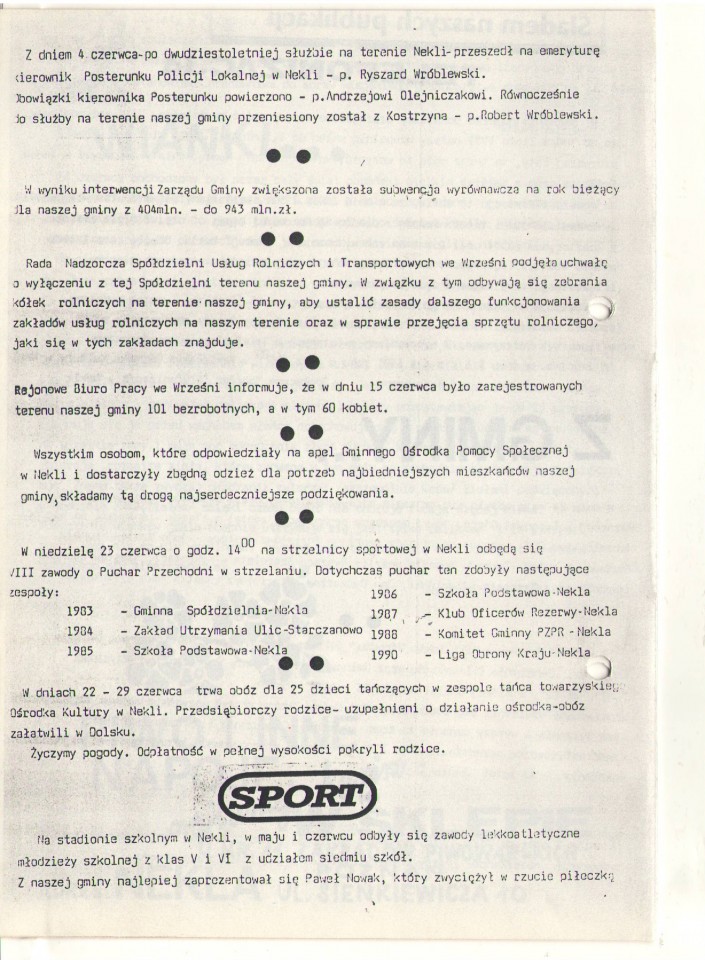 Z dniem 4 czerwca-po dwudziestoletniej służbie na terenie Nekli-przeszedł na emeryturę
kierownik Posterunku Policji Lokalnej w Nekli - p. Ryszard Wróblewski.
Obowiązki kierownika Posterunku powierzono - p.Andrzejowi Olejniczakowi. Równocześnie
do służby na terenie naszej gminy przeniesiony został z Kostrzyna - p.Robert Wróblewski.
W wyniku interwencji Zarządu Gminy zwiększona została subwencja wyrównawcza na rok bieżący
dla naszej gminy z 404mln. - do 943 mln.zł.
Rada Nadzorcza Spółdzielni Usług Rolniczych i Transportowych we Wrześni podjęła uchwałę
o wyłączeniu z tej Spółdzielni terenu naszej gminy. W związku z tym odbywają się zebrania
kółek rolniczych na terenie naszej gminy, aby ustalić zasady dalszego funkcjonowania
zakładów usług rolniczych na naszym terenie oraz w sprawie przejęcia sprzętu rolniczego,
jaki się w tych zakładach znajduje.
Rejonowe Biuro Pracy we Wrześni informuje, że w dniu 15 czerwca było zarejestrowanych
terenu naszej gminy 101 bezrobotnych, a w tym 60 kobiet.
Wszystkim osobom, które odpowiedziały na apel Gminnego Ośrodka Pomocy Społecznej
w Nekli i dostarczyły zbędną odzież dla potrzeb najbiedniejszych mieszkańców naszej
gminy, składamy tą drogą najserdeczniejsze podziękowania.
W niedzielę 23 czerwca o godz. 14⁰⁰ na strzelnicy sportowej w Nekli odbędą się
VIII zawody o Puchar Przechodni w strzelaniu. Dotychczas puchar ten zdobyły następujące
zespoły:
1983 - Gminna Spółdzielnia-Nekla
1984 - Zakład Utrzymania Ulic-Starczanowo
1985 - Szkoła Podstawowa-Nekla
1986 - Szkoła Podstawowa-Nekla
1987 - Klub Oficerów Rezerwy-Nekla
1988 - Komitet Gminny PZPR - Nekla
1990 - Liga Obrony Kraju-Nekla
W dniach 22 - 29 czerwca trwa obóz dla 25 dzieci tańczących w zespole tańca towarzyskiego
Ośrodka Kultury w Nekli. Przedsiębiorczy rodzice- uzupełnieni o działanie ośrodka-obóz
załatwili w Dolsku.
Życzymy pogody. Odpłatność w pełnej wysokości pokryli rodzice.
SPORT
Na stadionie szkolnym w Nekli, w maju i czerwcu odbyły się zawody lekkoatletyczne
młodzieży szkolnej z klas V i VI z udziałem siedmiu szkół.
Z naszej gminy najlepiej zaprezentował się Paweł Nowak, który zwyciężył w rzucie piłeczką